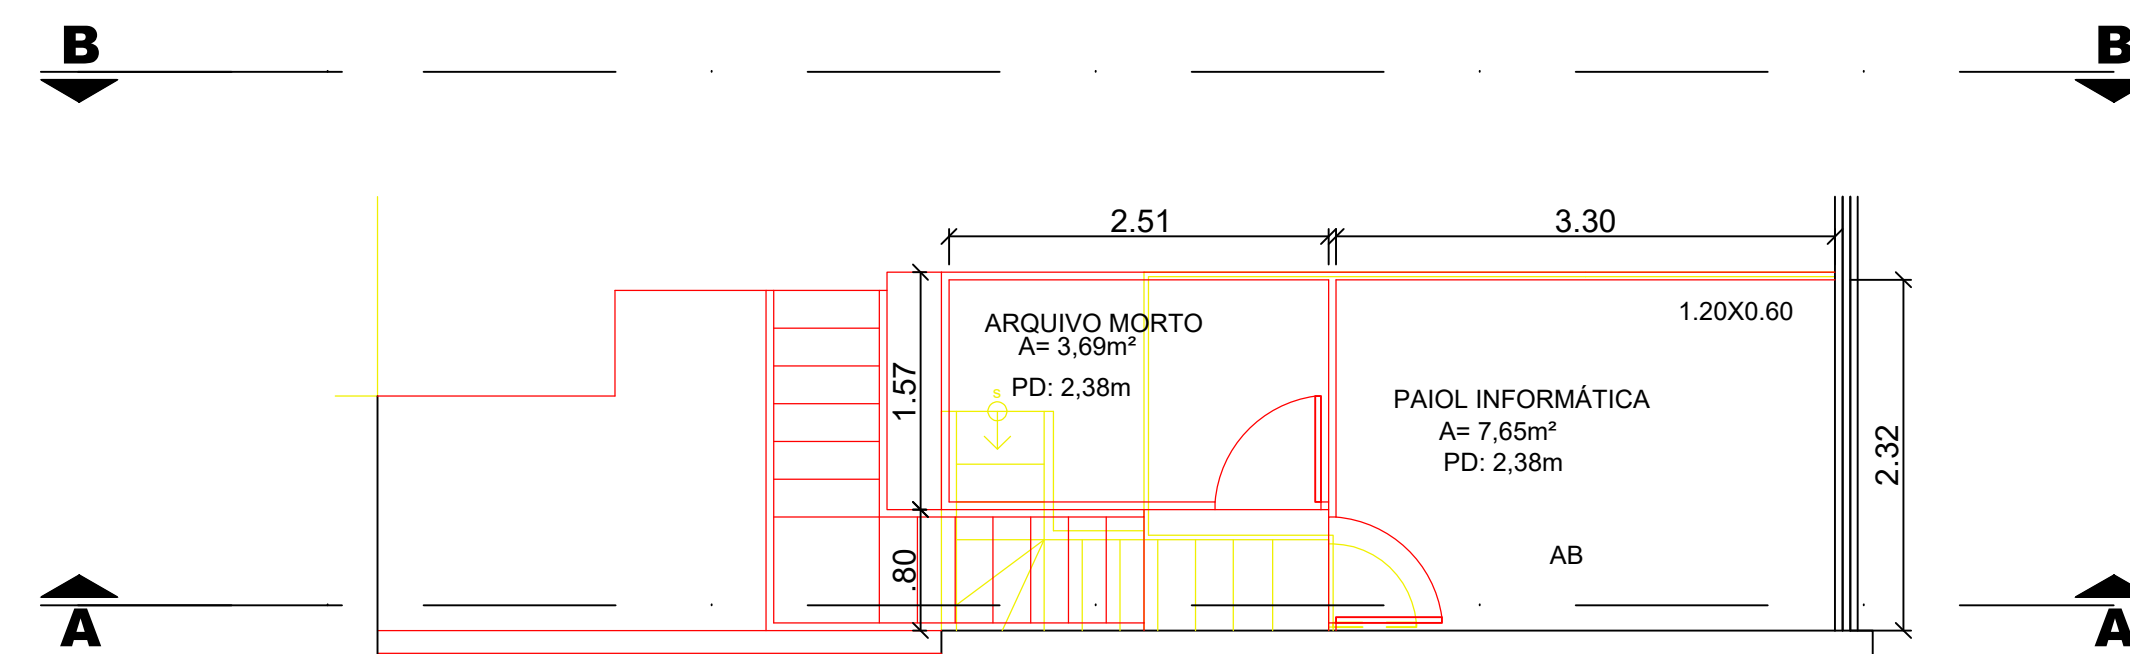 B
B
2.51
3.30
1.20X0.60
ARQUIVO MORTO
A= 3,69m²
PD: 2,38m
S
1.57
PAIOL INFORMÁTICA
A= 7,65m²
PD: 2,38m
2.32
.80
AB
A
A